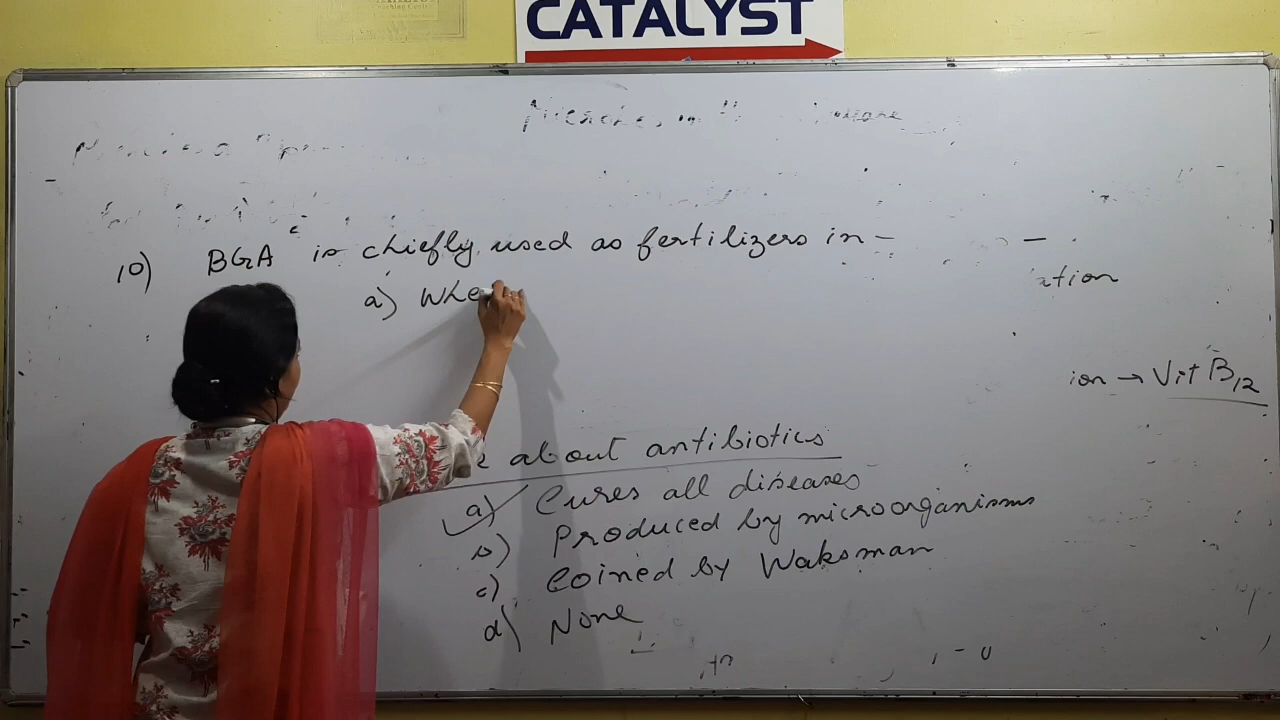 CATALYST
10) BGA is chiefly used as fertilizers in -
a) Whe
ation
ion → Vit B12
about antibiotics
a) Cures all diseases
b) Produced by microorganisms
c) Coined by Waksman
d) None